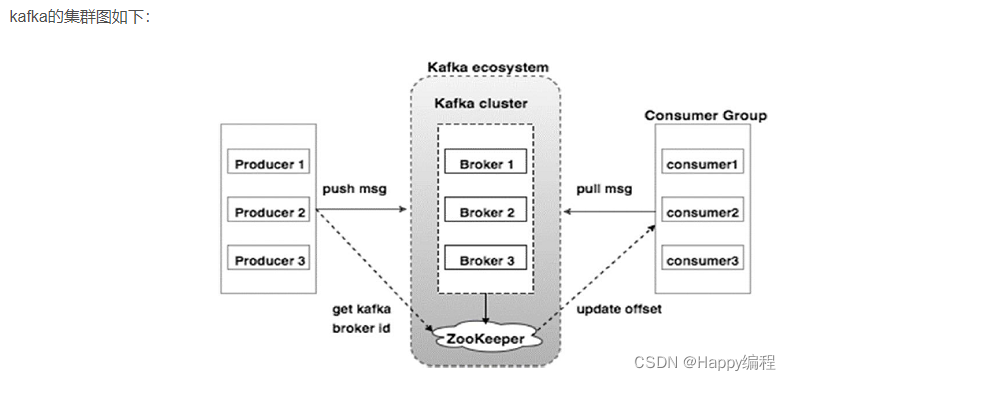 kafka的集群图如下：
Kafka ecosystem
Kafka cluster
Consumer Group
Producer 1
Broker 1
consumer1
push msg
pull msg
Producer 2
Broker 2
consumer2
Producer 3
Broker 3
consumer3
get kafka
broker id
update offset
ZooKeeper
CSDN @Happy编程